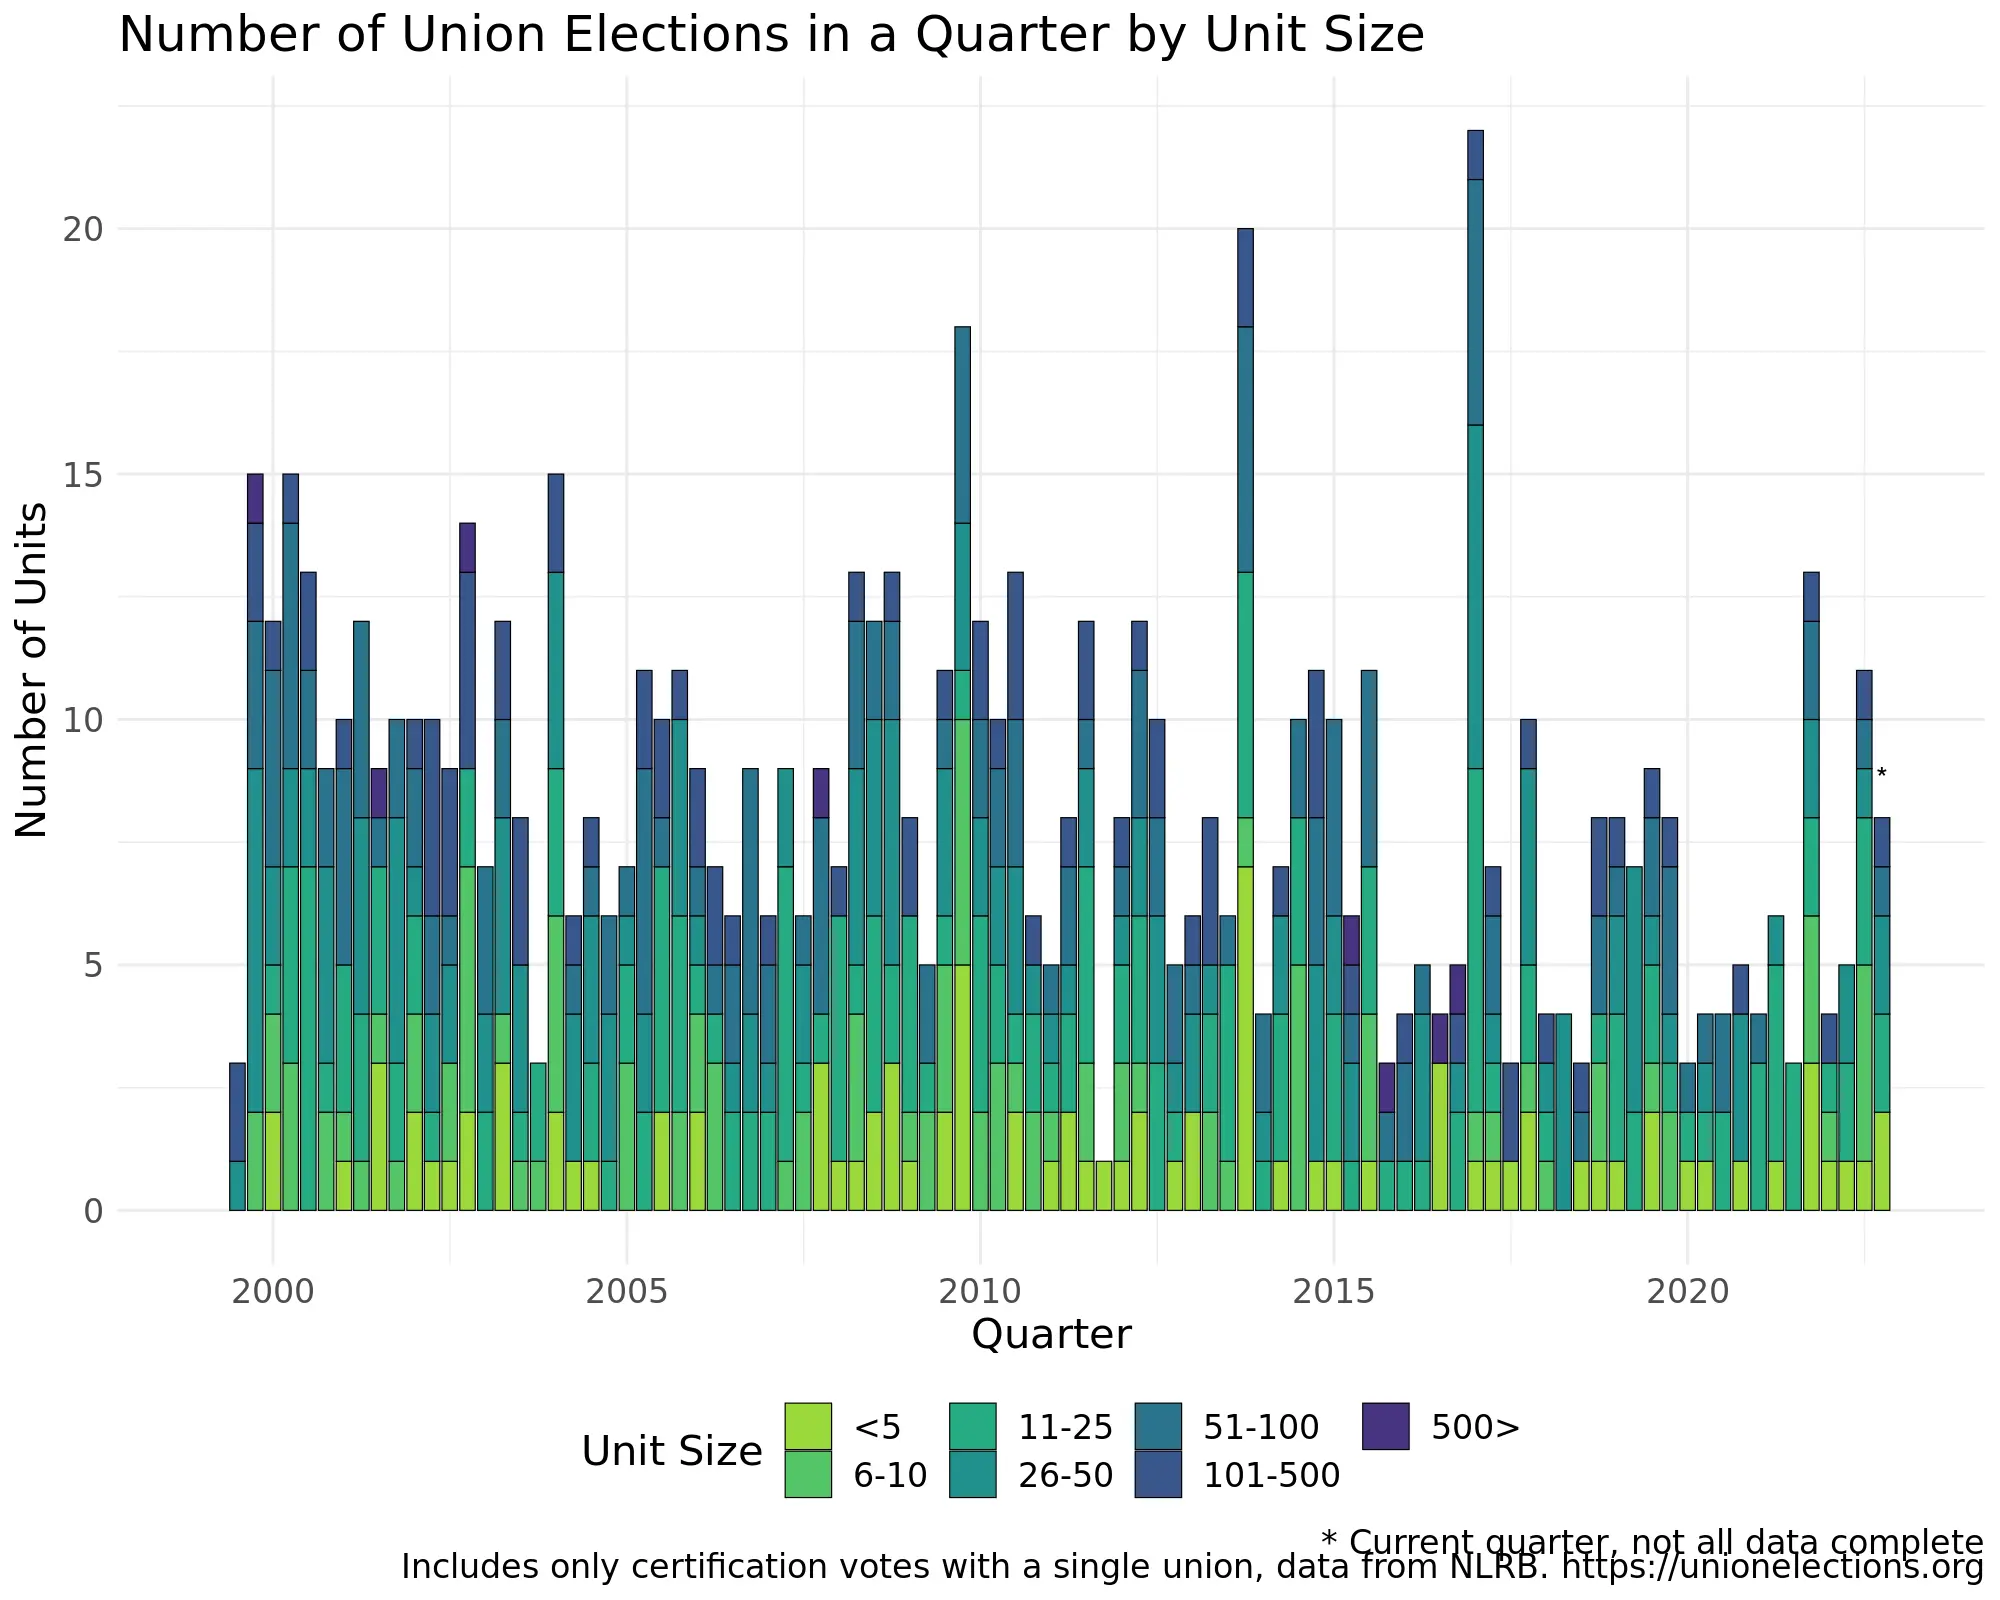 Number of Union Elections in a Quarter by Unit Size
Number of Units
20
15
10
5
0
*
2000 2005 2010 2015 2020
Quarter
Unit Size
<5 11-25 51-100 500>
6-10 26-50 101-500
* Current quarter, not all data complete
Includes only certification votes with a single union, data from NLRB. https://unionelections.org